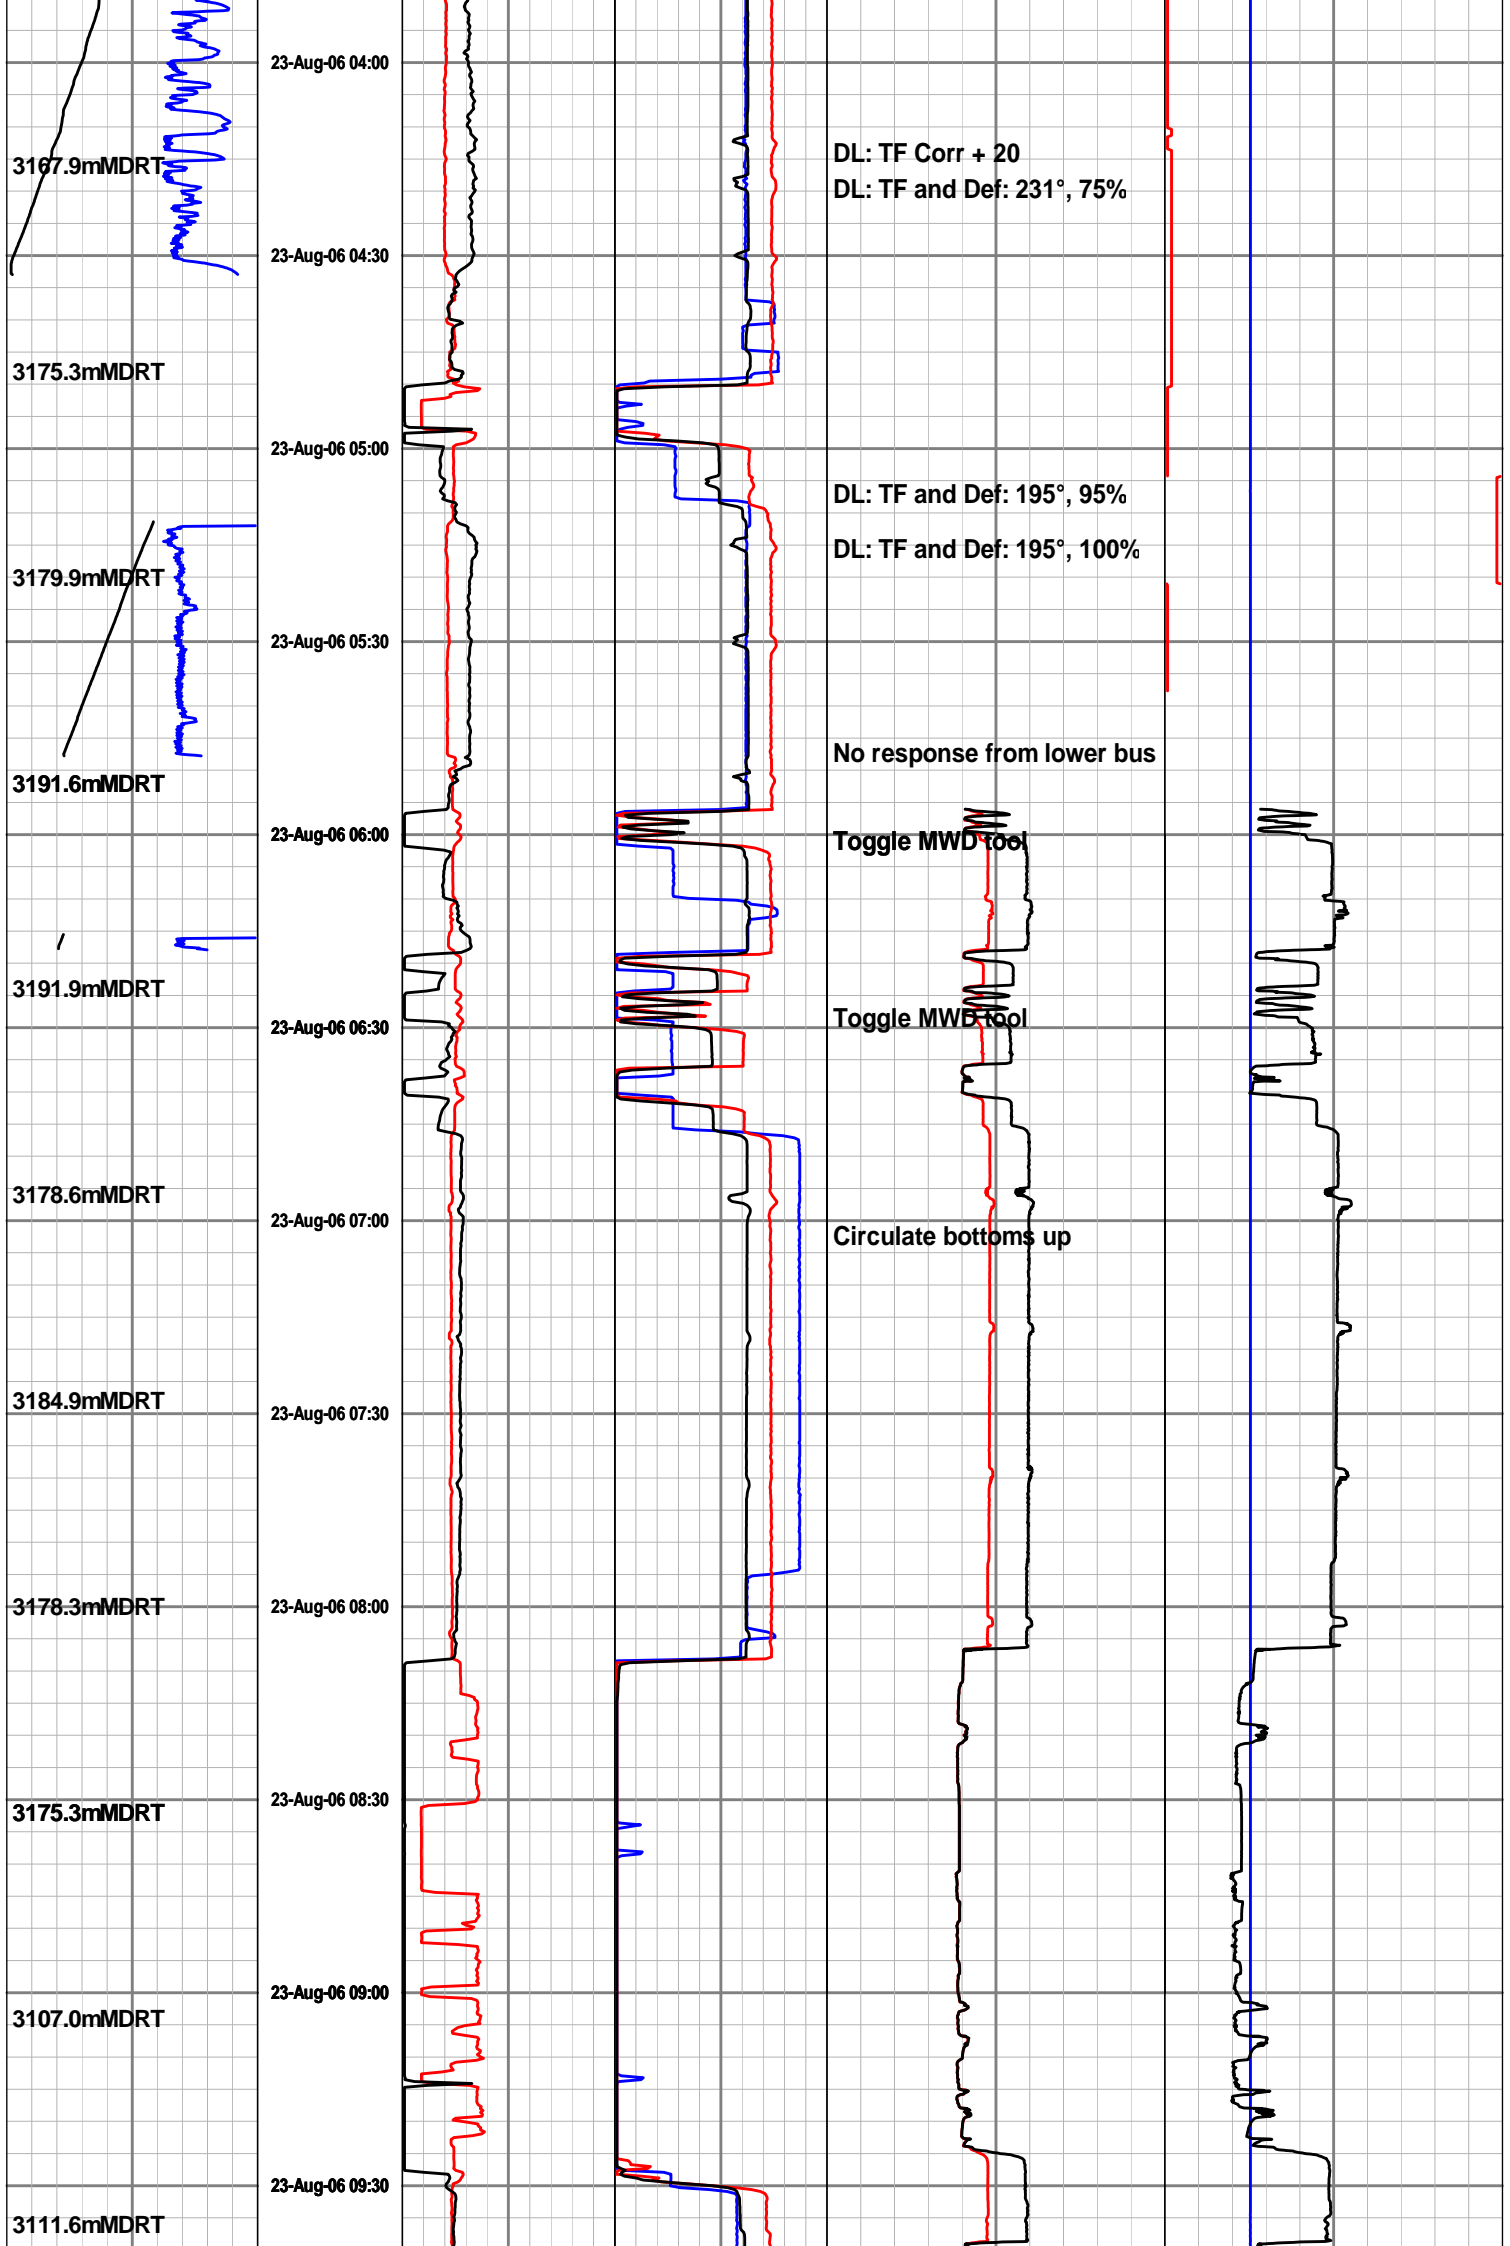 23-Aug-06 04:00
DL: TF Corr + 20
3167.9mMDRT
DL: TF and Def: 231°, 75%
23-Aug-06 04:30
3175.3mMDRT
23-Aug-06 05:00
DL: TF and Def: 195°, 95%
DL: TF and Def: 195°, 100%
3179.9mMDRT
23-Aug-06 05:30
No response from lower bus
3191.6mMDRT
23-Aug-06 06:00
Toggle MWD tool
3191.9mMDRT
Toggle MWD tool
23-Aug-06 06:30
3178.6mMDRT
23-Aug-06 07:00
Circulate bottoms up
3184.9mMDRT
23-Aug-06 07:30
3178.3mMDRT
23-Aug-06 08:00
23-Aug-06 08:30
3175.3mMDRT
23-Aug-06 09:00
3107.0mMDRT
23-Aug-06 09:30
3111.6mMDRT